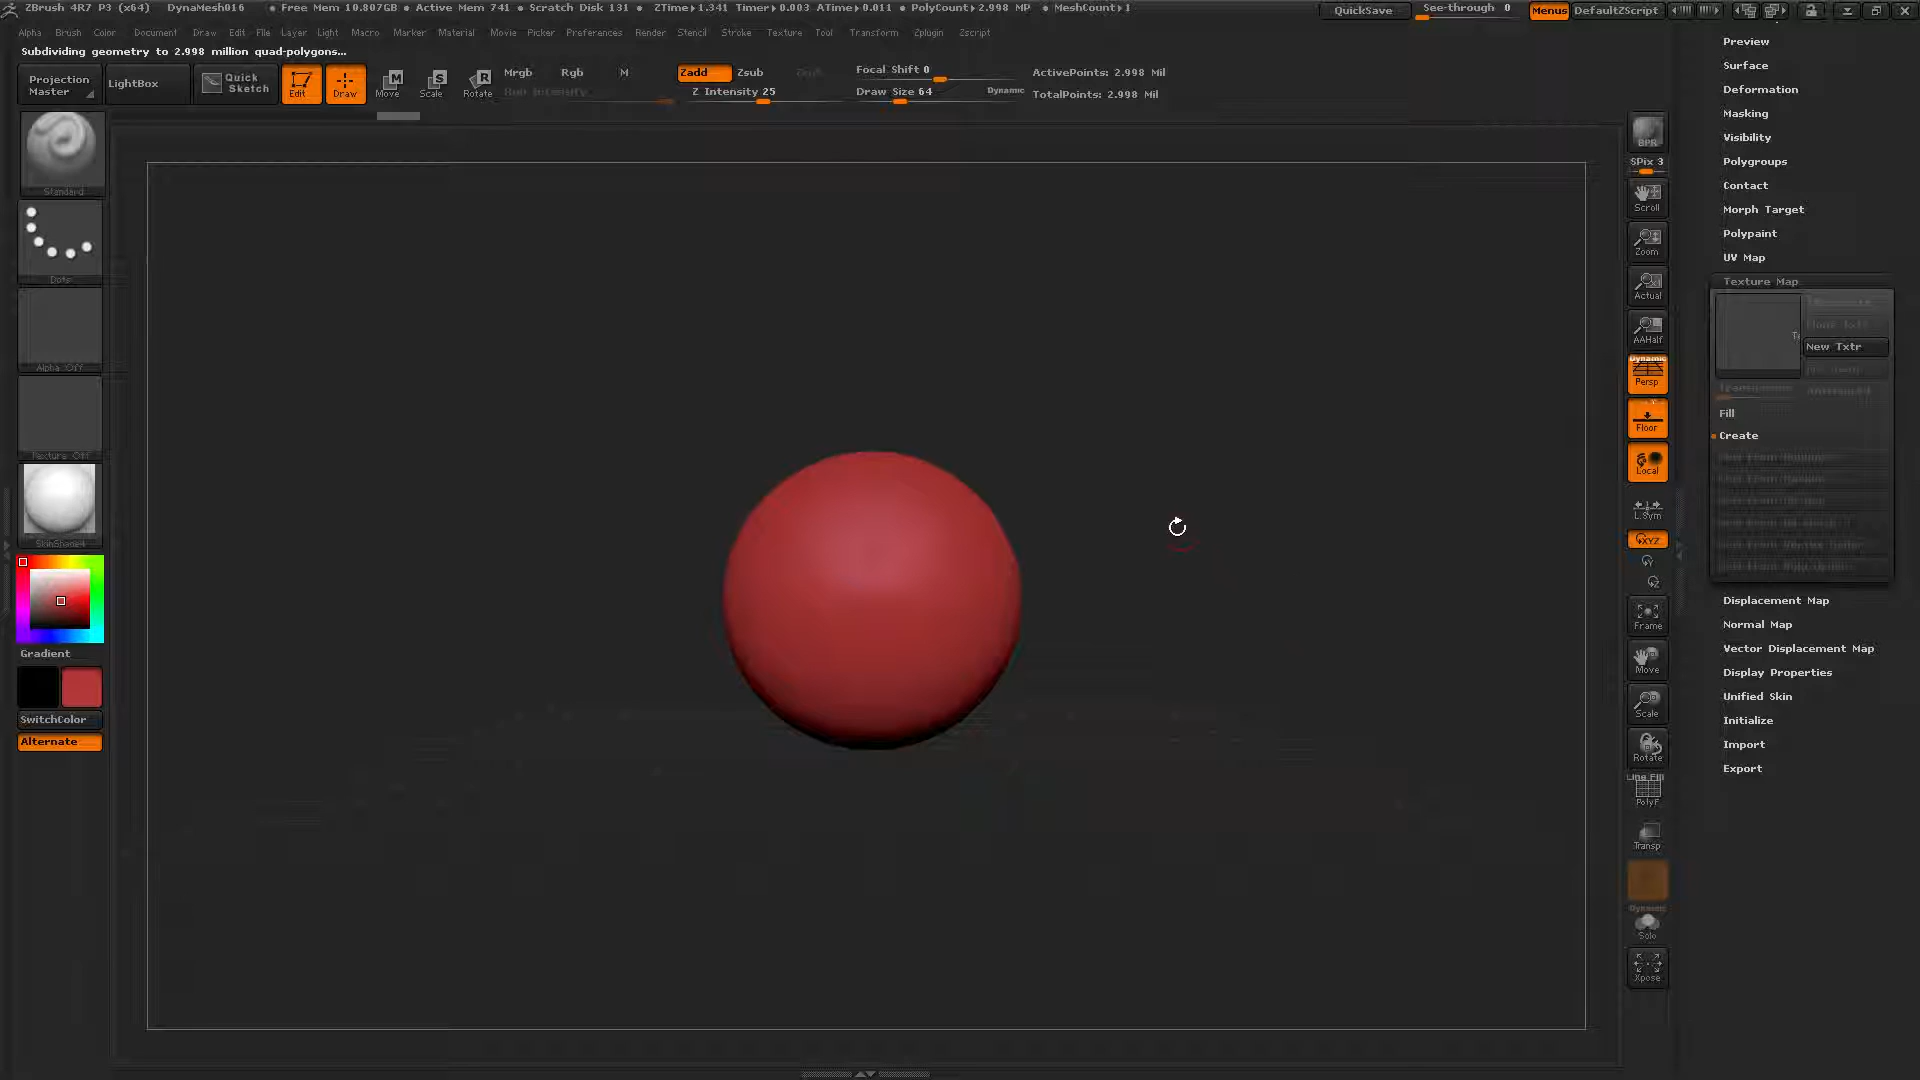 ZBrush 4R7 P3 (x64) DynaMesh016 • Free Mem 10.807GB • Active Mem 741 • Scratch Disk 131 • ZTime▸1.341 Timer▸0.003 ATime▸0.011 • PolyCount▸2.998 MP • MeshCount▸1
QuickSave
See-through 0
Menus
DefaultZScript
Alpha Brush Color Document Draw Edit File Layer Light Macro Marker Material Movie Picker Preferences Render Stencil Stroke Texture Tool Transform Zplugin Zscript
Subdividing geometry to 2.998 million quad-polygons...
Projection Master
LightBox
Quick Sketch
Edit
Draw
Move
Scale
Rotate
Mrgb Rgb M
Zadd Zsub
Z Intensity 25
Focal Shift 0
Draw Size 64
Dynamic
ActivePoints: 2.998 Mil
TotalPoints: 2.998 Mil
Standard
Dots
Alpha Off
Texture Off
SkinShade4
Gradient
SwitchColor
Alternate
BPR
SPix 3
Scroll
Zoom
Actual
AAHalf
Dynamic
Persp
Floor
Local
L.Sym
XYZ
Y
Z
Frame
Move
Scale
Rotate
Line Fill
PolyF
Transp
Dynamic
Solo
Xpose
Preview
Surface
Deformation
Masking
Visibility
Polygroups
Contact
Morph Target
Polypaint
UV Map
Texture Map
New Txtr
Fill
Create
Displacement Map
Normal Map
Vector Displacement Map
Display Properties
Unified Skin
Initialize
Import
Export